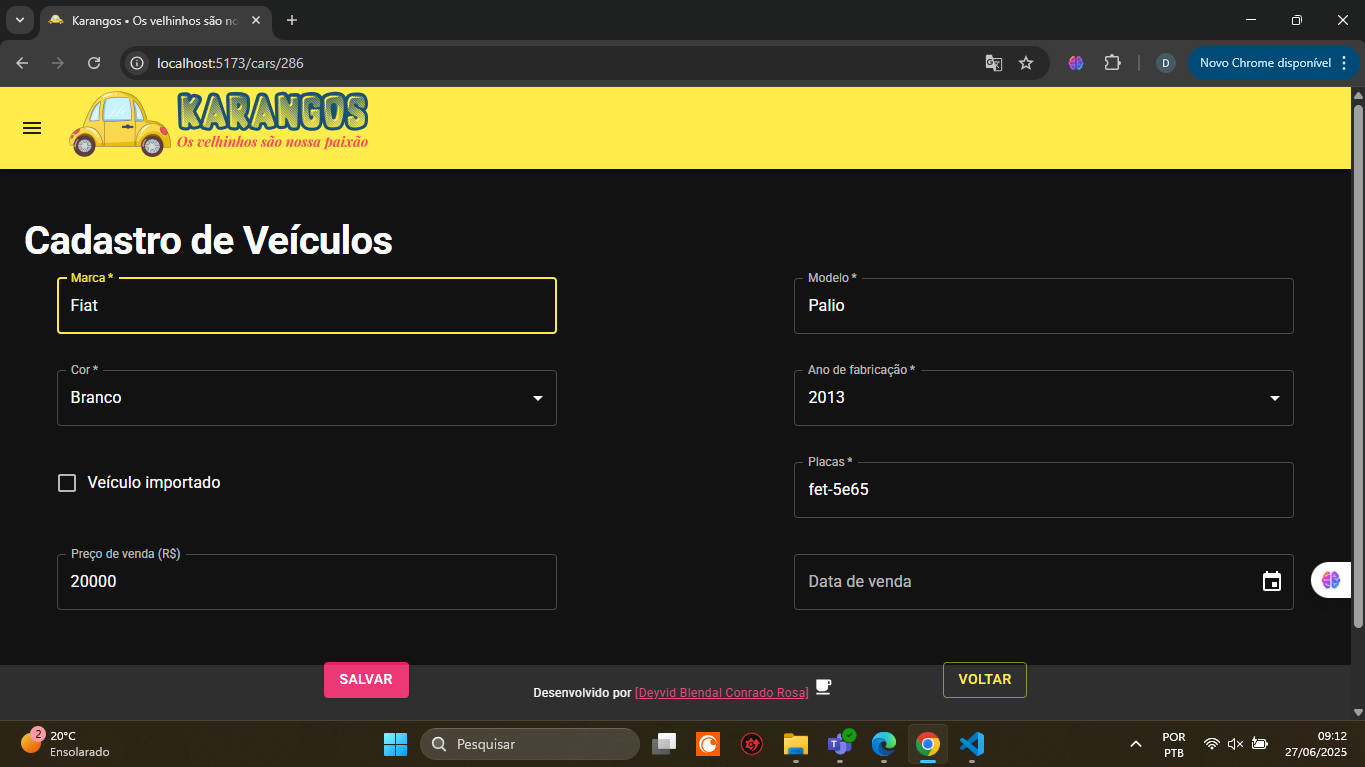 Karangos • Os velhinhos são no
localhost:5173/cars/286
D
Novo Chrome disponível
KARANGOS
Os velhinhos são nossa paixão
Cadastro de Veículos
Marca *
Fiat
Modelo *
Palio
Cor *
Branco
Ano de fabricação *
2013
Veículo importado
Placas *
fet-5e65
Preço de venda (R$)
20000
Data de venda
SALVAR
Desenvolvido por [Deyvid Blendal Conrado Rosa]
VOLTAR
2
20°C
Ensolarado
Pesquisar
POR
PTB
09:12
27/06/2025